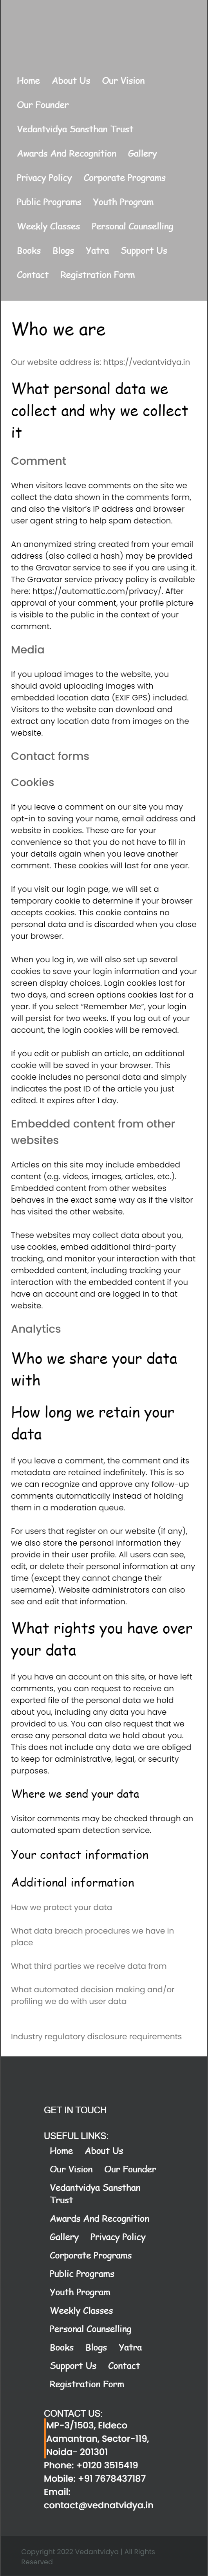 Home About Us Our Vision
Our Founder
Vedantvidya Sansthan Trust
Awards And Recognition Gallery
Privacy Policy Corporate Programs
Public Programs Youth Program
Weekly Classes Personal Counselling
Books Blogs Yatra Support Us
Contact Registration Form
Who we are
Our website address is: https://vedantvidya.in
What personal data we
collect and why we collect
it
Comment
When visitors leave comments on the site we
collect the data shown in the comments form,
and also the visitor's IP address and browser
user agent string to help spam detection.
An anonymized string created from your email
address (also called a hash) may be provided
to the Gravatar service to see if you are using it.
The Gravatar service privacy policy is available
here: https://automattic.com/privacy/. After
approval of your comment, your profile picture
is visible to the public in the context of your
comment.
Media
If you upload images to the website, you
should avoid uploading images with
embedded location data (EXIF GPS) included.
Visitors to the website can download and
extract any location data from images on the
website.
Contact forms
Cookies
If you leave a comment on our site you may
opt-in to saving your name, email address and
website in cookies. These are for your
convenience so that you do not have to fill in
your details again when you leave another
comment. These cookies will last for one year.
If you visit our login page, we will set a
temporary cookie to determine if your browser
accepts cookies. This cookie contains no
personal data and is discarded when you close
your browser.
When you log in, we will also set up several
cookies to save your login information and your
screen display choices. Login cookies last for
two days, and screen options cookies last for a
year. If you select "Remember Me", your login
will persist for two weeks. If you log out of your
account, the login cookies will be removed.
If you edit or publish an article, an additional
cookie will be saved in your browser. This
cookie includes no personal data and simply
indicates the post ID of the article you just
edited. It expires after 1 day.
Embedded content from other
websites
Articles on this site may include embedded
content (e.g. videos, images, articles, etc.).
Embedded content from other websites
behaves in the exact same way as if the visitor
has visited the other website.
These websites may collect data about you,
use cookies, embed additional third-party
tracking, and monitor your interaction with that
embedded content, including tracking your
interaction with the embedded content if you
have an account and are logged in to that
website.
Analytics
Who we share your data
with
How long we retain your
data
If you leave a comment, the comment and its
metadata are retained indefinitely. This is so
we can recognize and approve any follow-up
comments automatically instead of holding
them in a moderation queue.
For users that register on our website (if any),
we also store the personal information they
provide in their user profile. All users can see,
edit, or delete their personal information at any
time (except they cannot change their
username). Website administrators can also
see and edit that information.
What rights you have over
your data
If you have an account on this site, or have left
comments, you can request to receive an
exported file of the personal data we hold
about you, including any data you have
provided to us. You can also request that we
erase any personal data we hold about you.
This does not include any data we are obliged
to keep for administrative, legal, or security
purposes.
Where we send your data
Visitor comments may be checked through an
automated spam detection service.
Your contact information
Additional information
How we protect your data
What data breach procedures we have in
place
What third parties we receive data from
What automated decision making and/or
profiling we do with user data
Industry regulatory disclosure requirements
GET IN TOUCH
USEFUL LINKS:
Home About Us
Our Vision Our Founder
Vedantvidya Sansthan
Trust
Awards And Recognition
Gallery Privacy Policy
Corporate Programs
Public Programs
Youth Program
Weekly Classes
Personal Counselling
Books Blogs Yatra
Support Us Contact
Registration Form
CONTACT US:
MP-3/1503, Eldeco
Aamantran, Sector-119,
Noida- 201301
Phone: +0120 3515419
Mobile: +91 7678437187
Email:
contact@vednatvidya.in
Copyright 2022 Vedantvidya | All Rights
Reserved